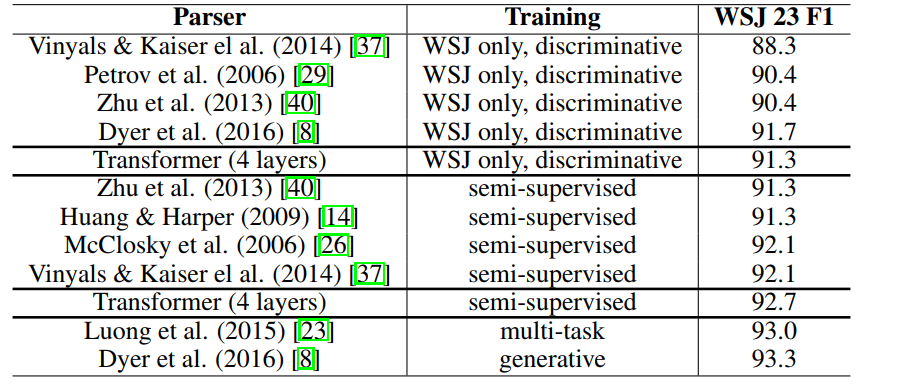 Parser Training WSJ 23 F1
Vinyals & Kaiser el al. (2014) [37] WSJ only, discriminative 88.3
Petrov et al. (2006) [29] WSJ only, discriminative 90.4
Zhu et al. (2013) [40] WSJ only, discriminative 90.4
Dyer et al. (2016) [8] WSJ only, discriminative 91.7
Transformer (4 layers) WSJ only, discriminative 91.3
Zhu et al. (2013) [40] semi-supervised 91.3
Huang & Harper (2009) [14] semi-supervised 91.3
McClosky et al. (2006) [26] semi-supervised 92.1
Vinyals & Kaiser el al. (2014) [37] semi-supervised 92.1
Transformer (4 layers) semi-supervised 92.7
Luong et al. (2015) [23] multi-task 93.0
Dyer et al. (2016) [8] generative 93.3